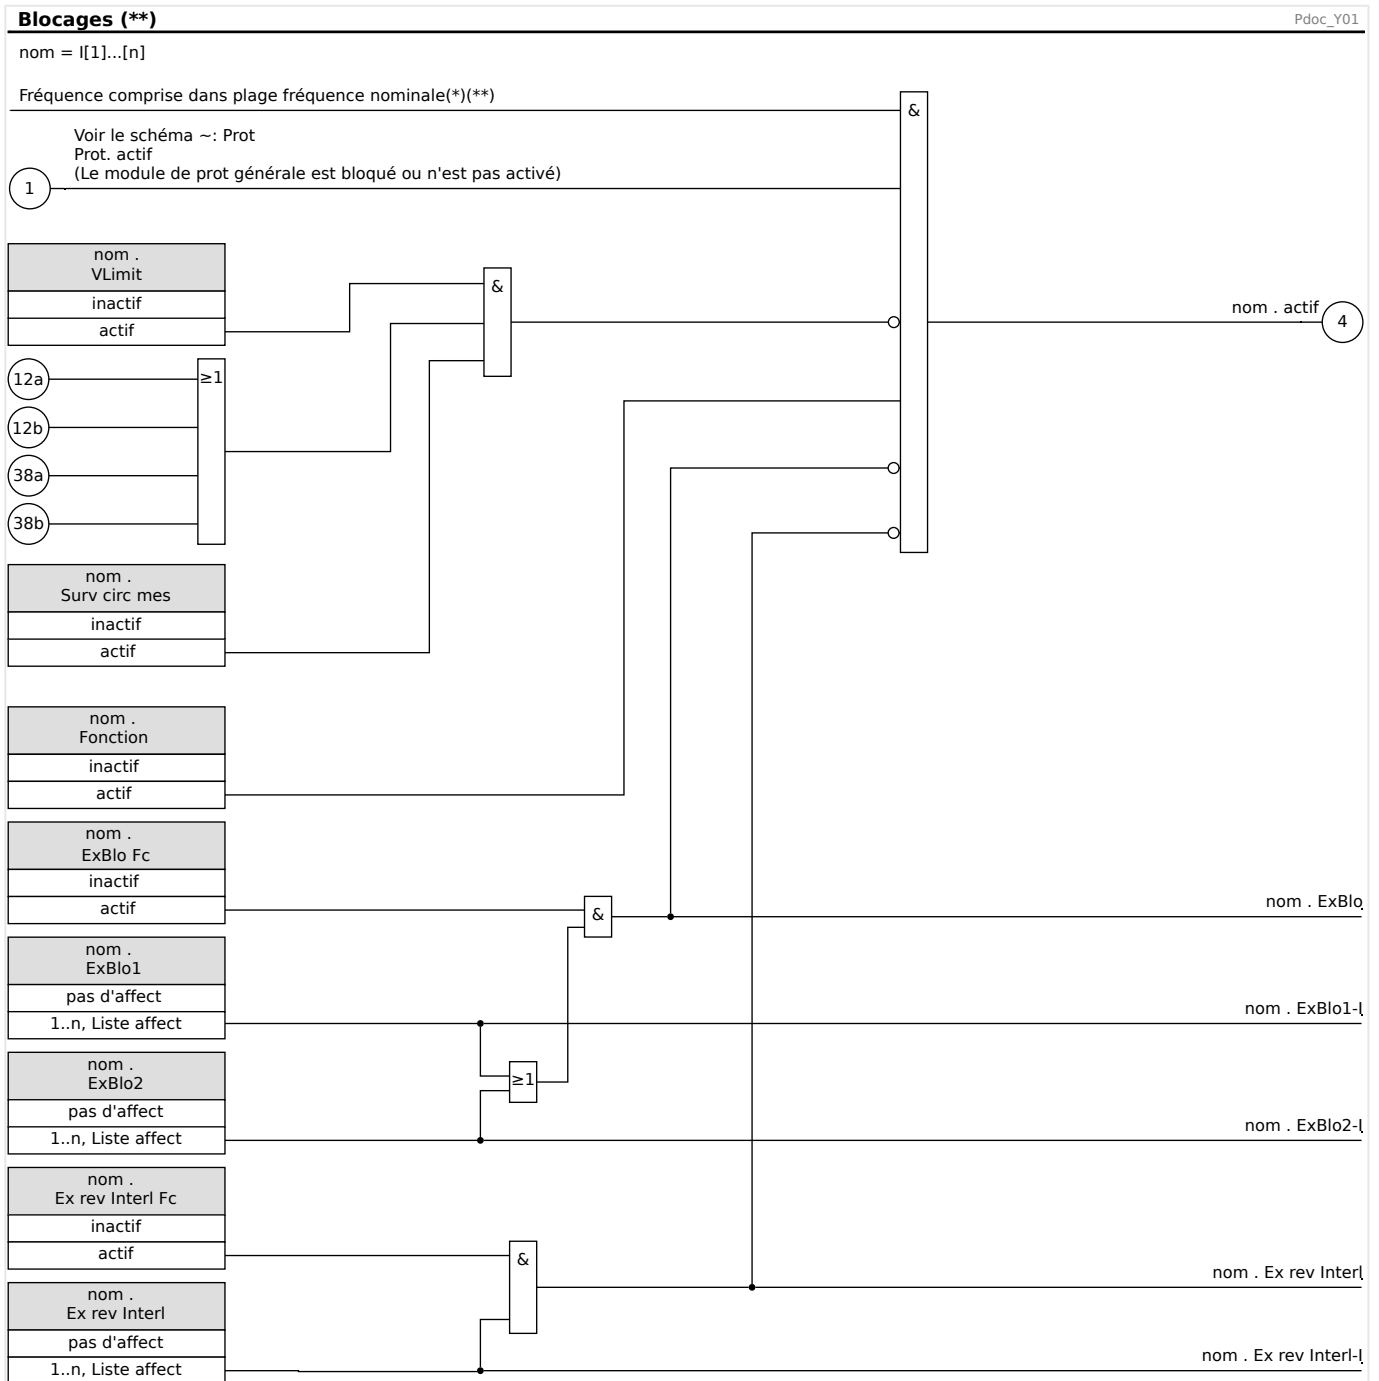 Blocages (**)
Pdoc_Y01
nom = I[1]...[n]
Fréquence comprise dans plage fréquence nominale(*)(**)
&
Voir le schéma ~: Prot
Prot. actif
(Le module de prot générale est bloqué ou n'est pas activé)
1
nom .
VLimit
inactif
actif
&
nom . actif
4
12a
≥1
12b
38a
38b
nom .
Surv circ mes
inactif
actif
nom .
Fonction
inactif
actif
nom .
ExBlo Fc
inactif
actif
&
nom . ExBlo
nom .
ExBlo1
pas d'affect
1..n, Liste affect
nom . ExBlo1-I
nom .
ExBlo2
≥1
pas d'affect
1..n, Liste affect
nom . ExBlo2-I
nom .
Ex rev Interl Fc
inactif
actif
&
nom . Ex rev Interl
nom .
Ex rev Interl
pas d'affect
1..n, Liste affect
nom . Ex rev Interl-I